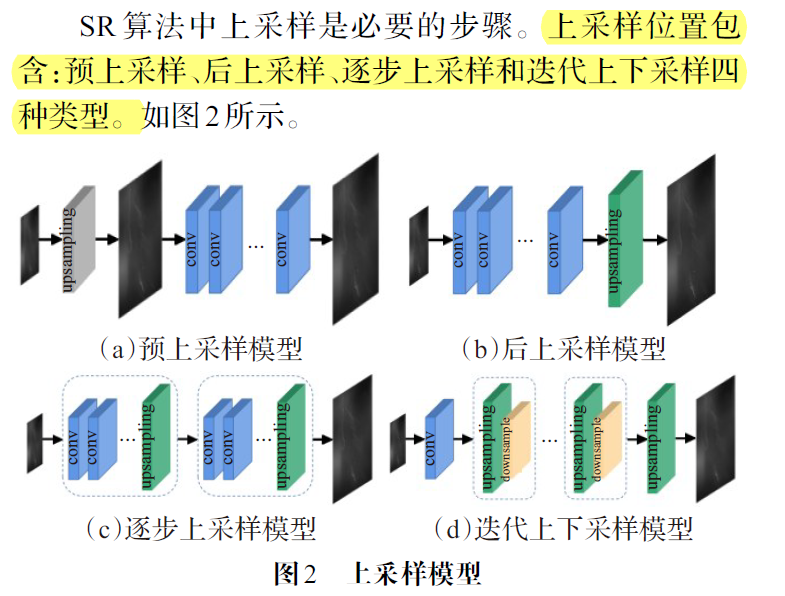 SR算法中上采样是必要的步骤。上采样位置包
含:预上采样、后上采样、逐步上采样和迭代上下采样四
种类型。如图2所示。
upsampling
conv
conv
...
conv
conv
conv
...
conv
upsampling
(a)预上采样模型
(b)后上采样模型
conv
conv
...
upsampling
conv
conv
...
upsampling
conv
upsampling
downsample
...
upsampling
downsample
upsampling
(c)逐步上采样模型
(d)迭代上下采样模型
图2 上采样模型